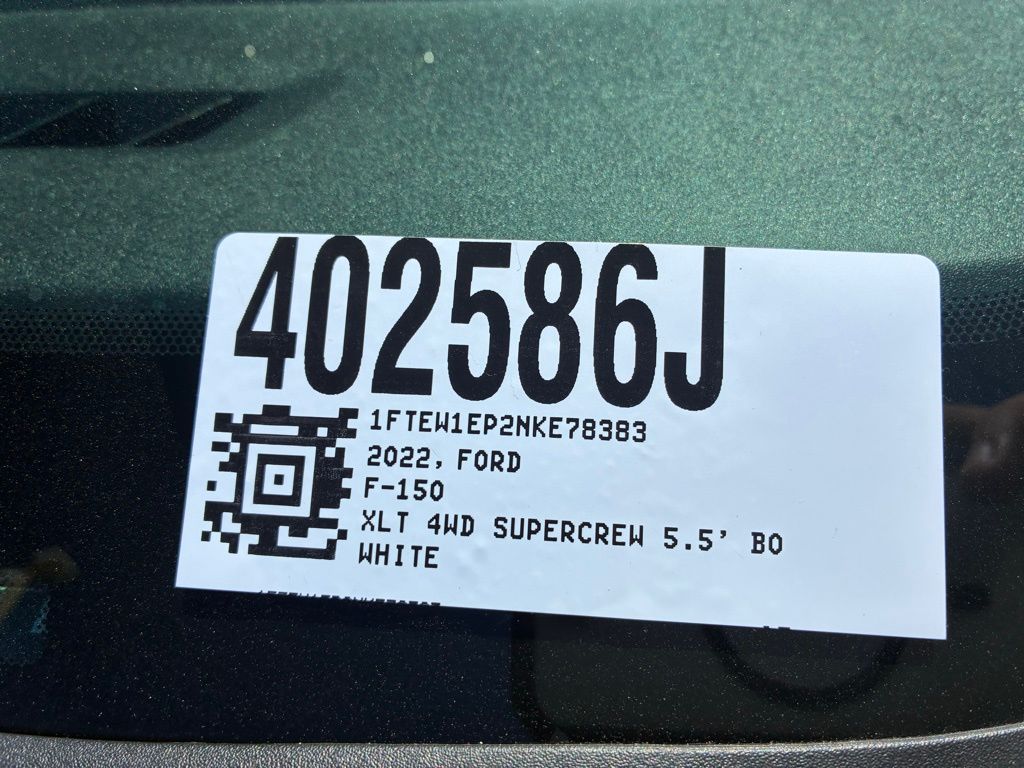 402586J
1FTEW1EP2NKE78383
2022, FORD
F-150
XLT 4WD SUPERCREW 5.5' BO
WHITE